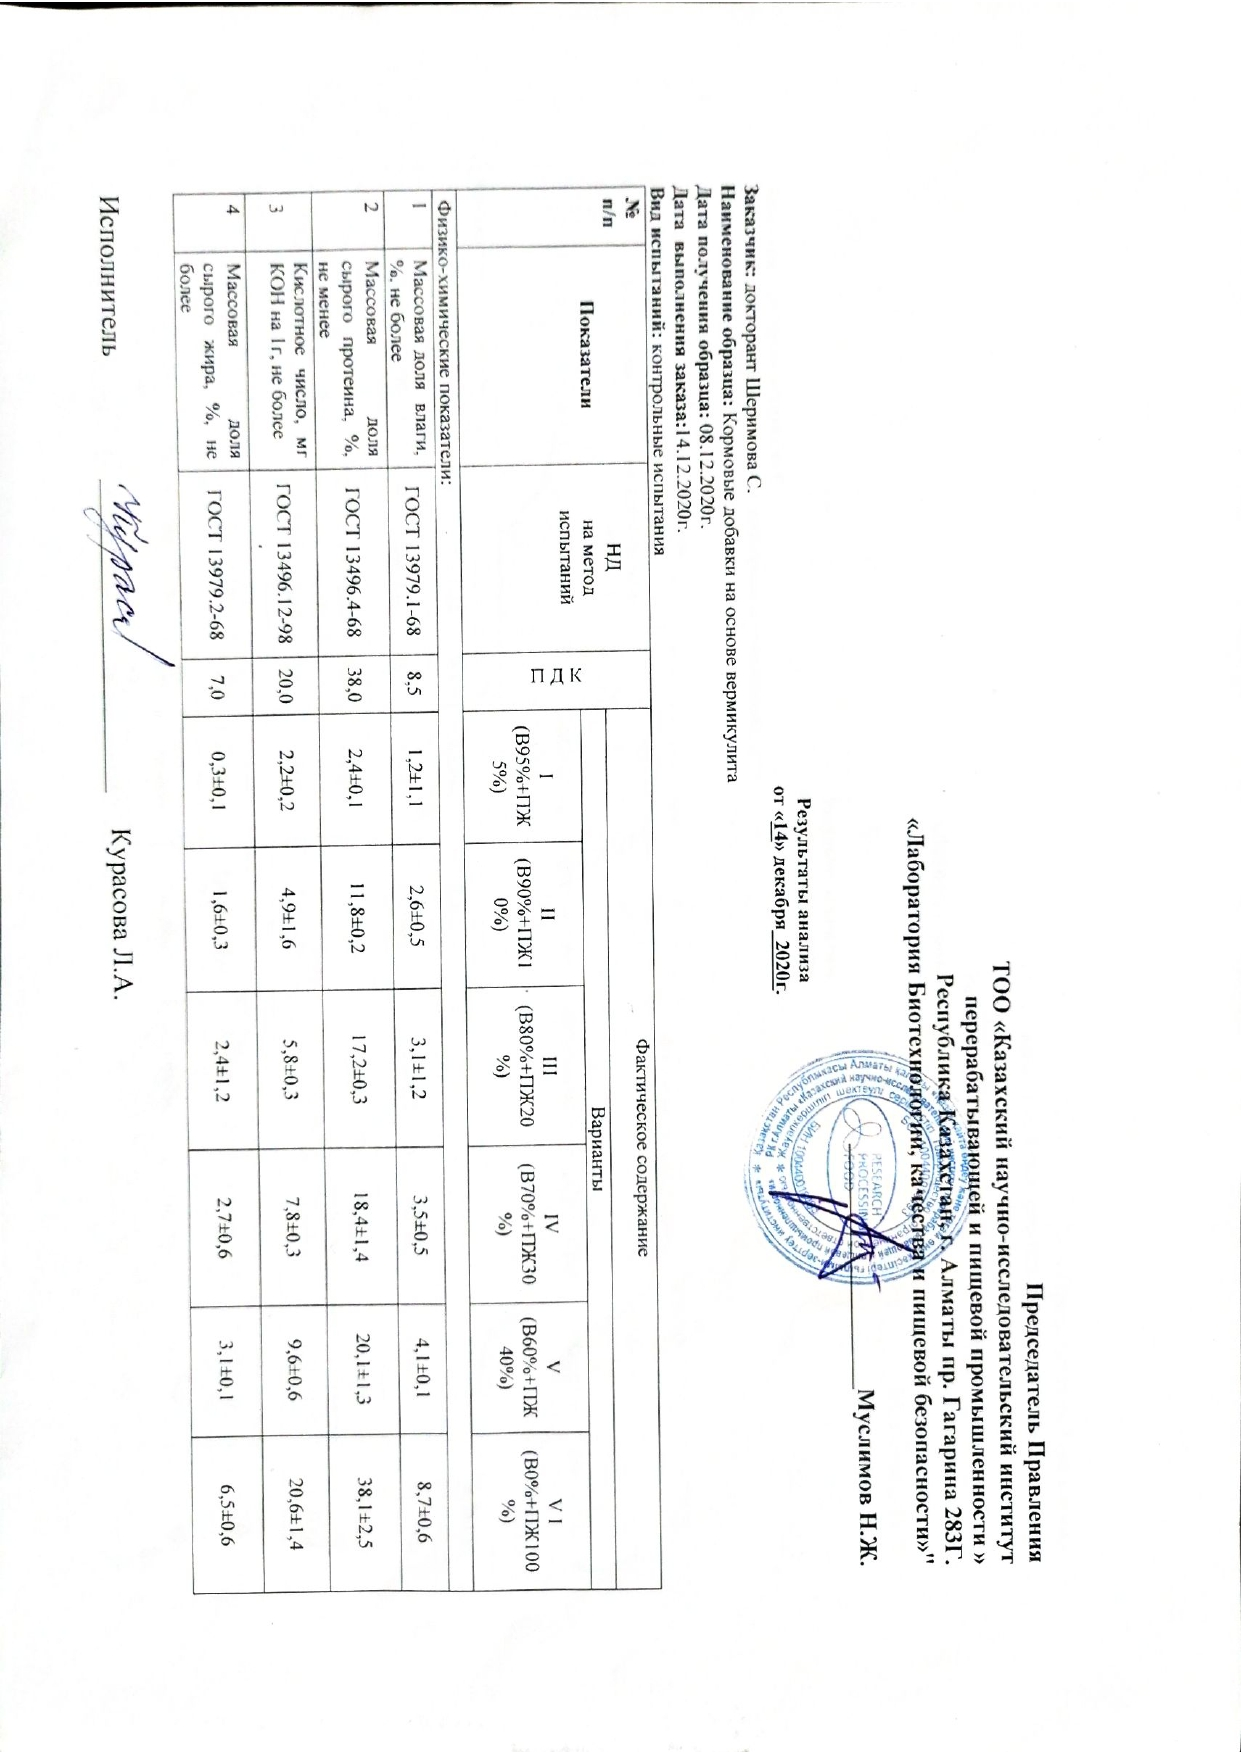 Председатель Правления
ТОО «Казахский научно-исследовательский институт
перерабатывающей и пищевой промышленности »
Республика Казахстан г. Алматы пр. Гагарина 283Г.
«Лаборатория Биотехнологии, качества и пищевой безопасности»"
Муслимов Н.Ж.
RESEARCH
PROCESSING
FOOD
Результаты анализа
от «14» декабря 2020г.
Заказчик: докторант Шеримова С.
Наименование образца: Кормовые добавки на основе вермикулита
Дата получения образца: 08.12.2020г.
Дата выполнения заказа:14.12.2020г.
Вид испытаний: контрольные испытания
№
п/п
Показатели
НД
на метод
испытаний
П Д К
Фактическое содержание
Варианты
I
(В95%+ПЖ
5%)
II
(В90%+ПЖ1
0%)
III
(В80%+ПЖ20
%)
IV
(В70%+ПЖ30
%)
V
(В60%+ПЖ
40%)
V I
(В0%+ПЖ100
%)
Физико-химические показатели:
1
Массовая доля влаги,
%, не более
ГОСТ 13979.1-68
8,5
1,2±1,1
2,6±0,5
3,1±1,2
3,5±0,5
4,1±0,1
8,7±0,6
2
Массовая доля
сырого протеина, %,
не менее
ГОСТ 13496.4-68
38,0
2,4±0,1
11,8±0,2
17,2±0,3
18,4±1,4
20,1±1,3
38,1±2,5
3
Кислотное число, мг
КОН на 1г, не более
ГОСТ 13496.12-98
20,0
2,2±0,2
4,9±1,6
5,8±0,3
7,8±0,3
9,6±0,6
20,6±1,4
4
Массовая доля
сырого жира, %, не
более
ГОСТ 13979.2-68
7,0
0,3±0,1
1,6±0,3
2,4±1,2
2,7±0,6
3,1±0,1
6,5±0,6
Исполнитель
Курасова Л.А.